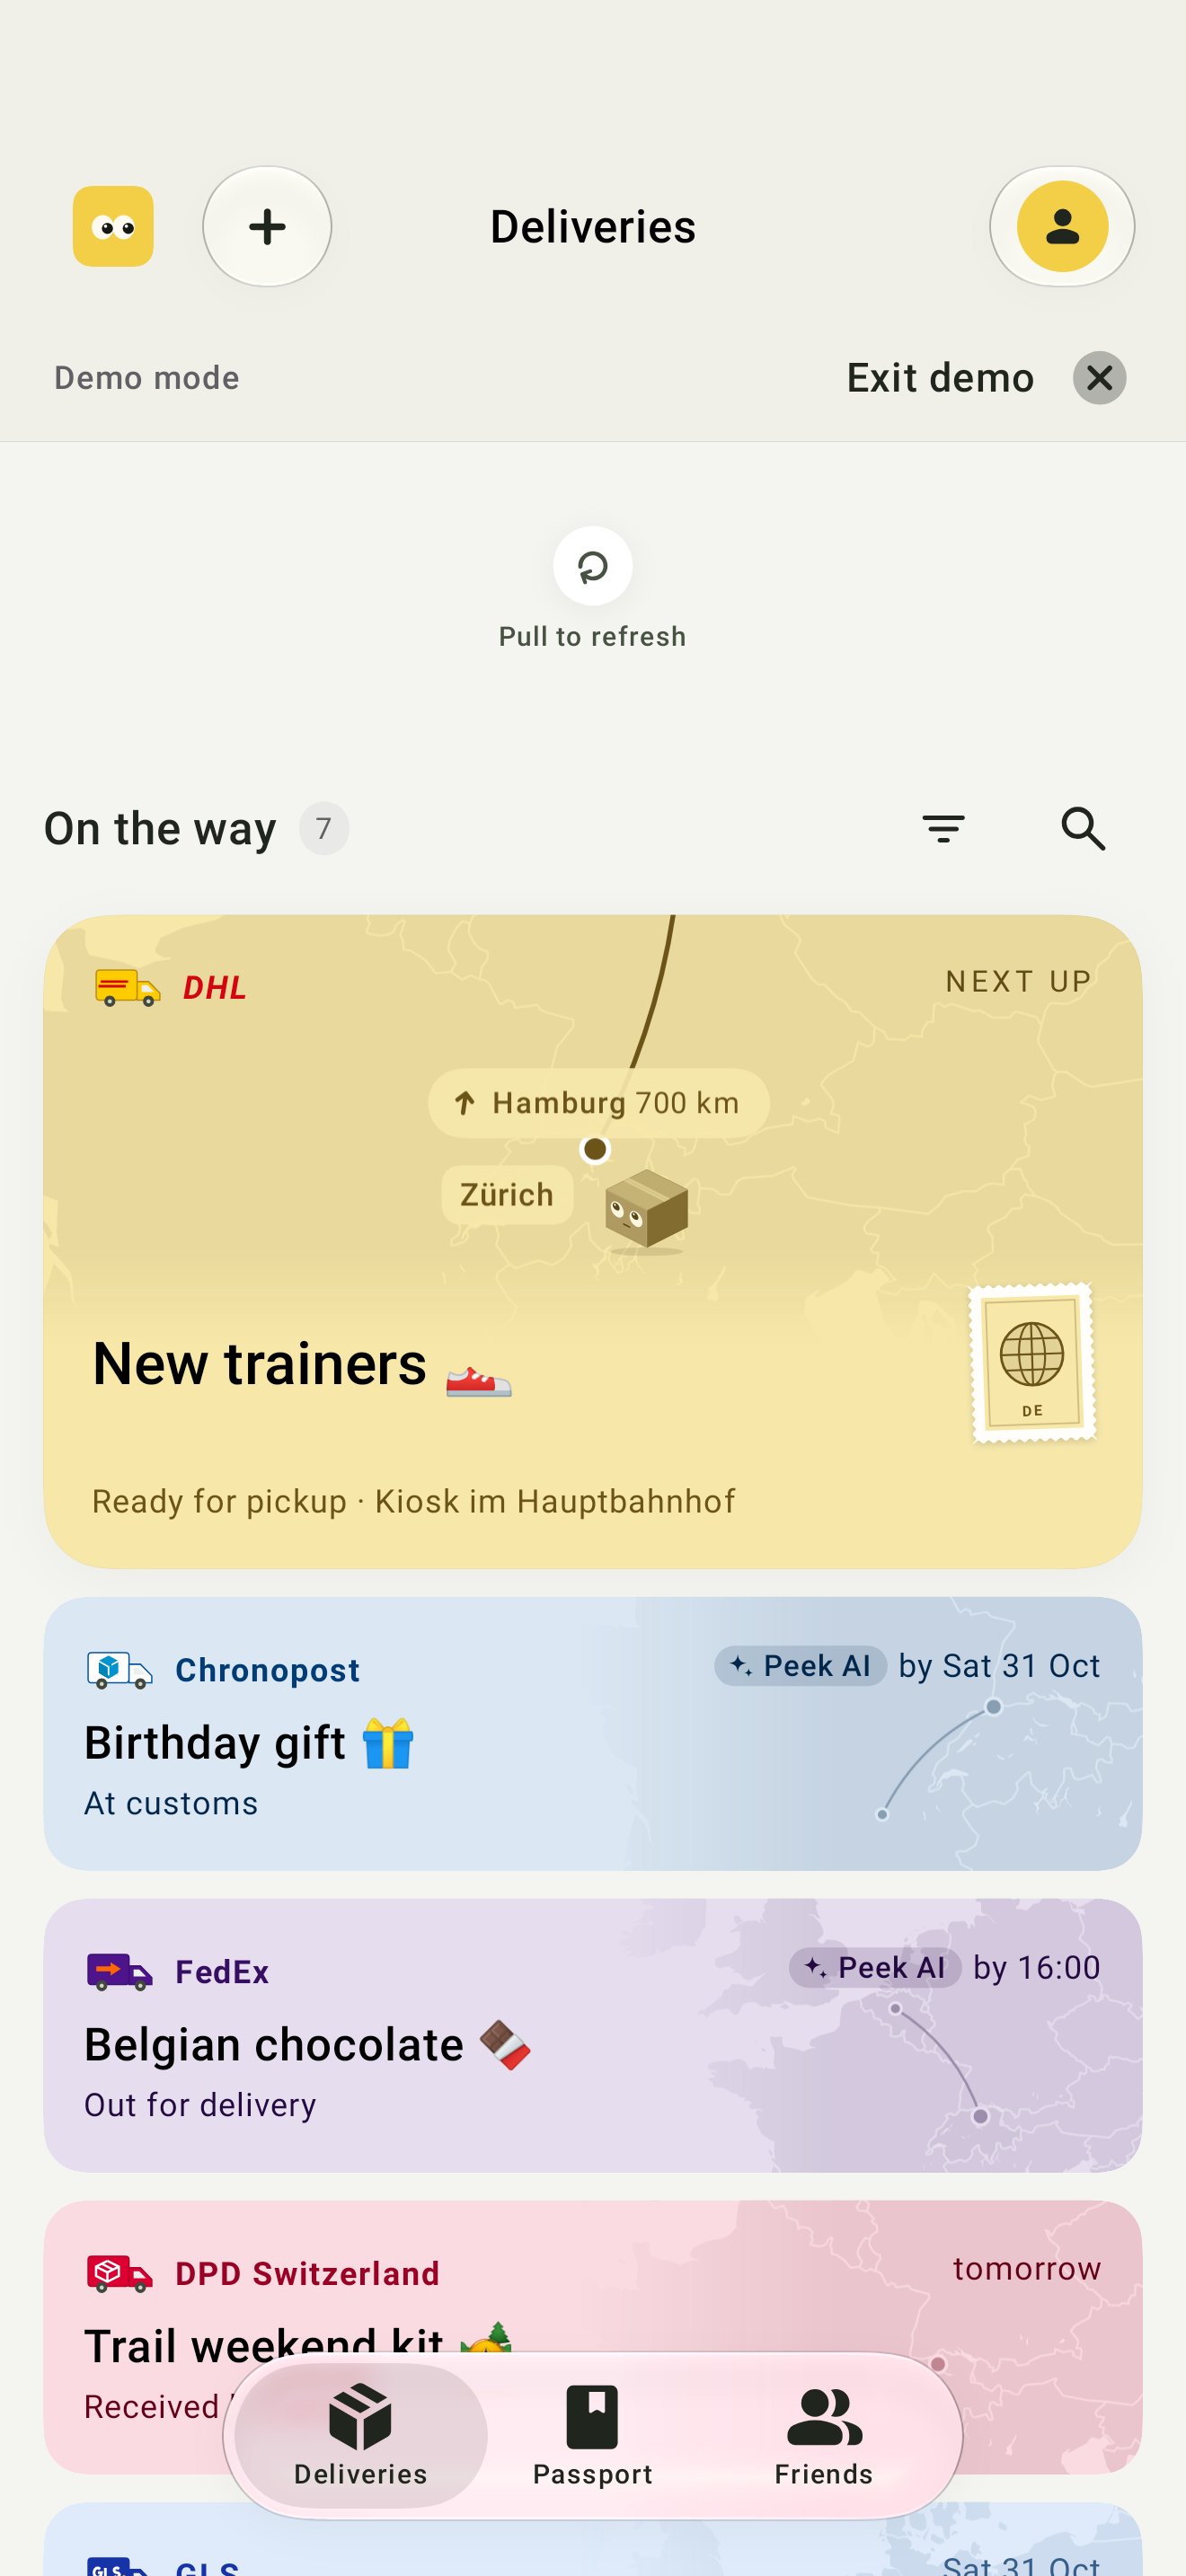 Deliveries
Demo mode
Exit demo
Pull to refresh
On the way 7
DHL
NEXT UP
Hamburg 700 km
Zürich
New trainers
DE
Ready for pickup · Kiosk im Hauptbahnhof
Chronopost
Peek AI by Sat 31 Oct
Birthday gift
At customs
FedEx
Peek AI by 16:00
Belgian chocolate
Out for delivery
DPD Switzerland
tomorrow
Trail weekend kit
Received
Deliveries
Passport
Friends
GLS
GLS
Sat 31 Oct